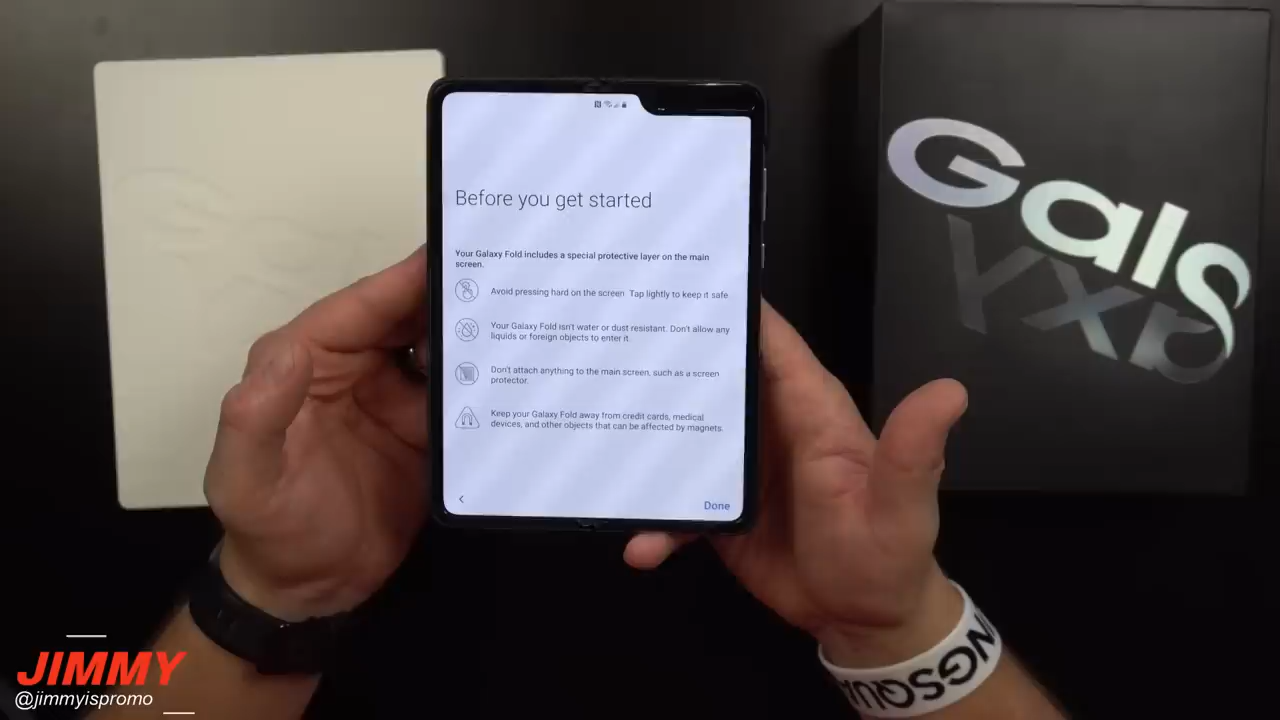 Before you get started
Your Galaxy Fold includes a special protective layer on the main
screen.
Avoid pressing hard on the screen. Tap lightly to keep it safe
Your Galaxy Fold isn't water or dust resistant. Don't allow any
liquids or foreign objects to enter it.
Don't attach anything to the main screen, such as a screen
protector.
Keep your Galaxy Fold away from credit cards, medical
devices, and other objects that can be affected by magnets.
Done
Gala
JIMMY
@jimmyispromo